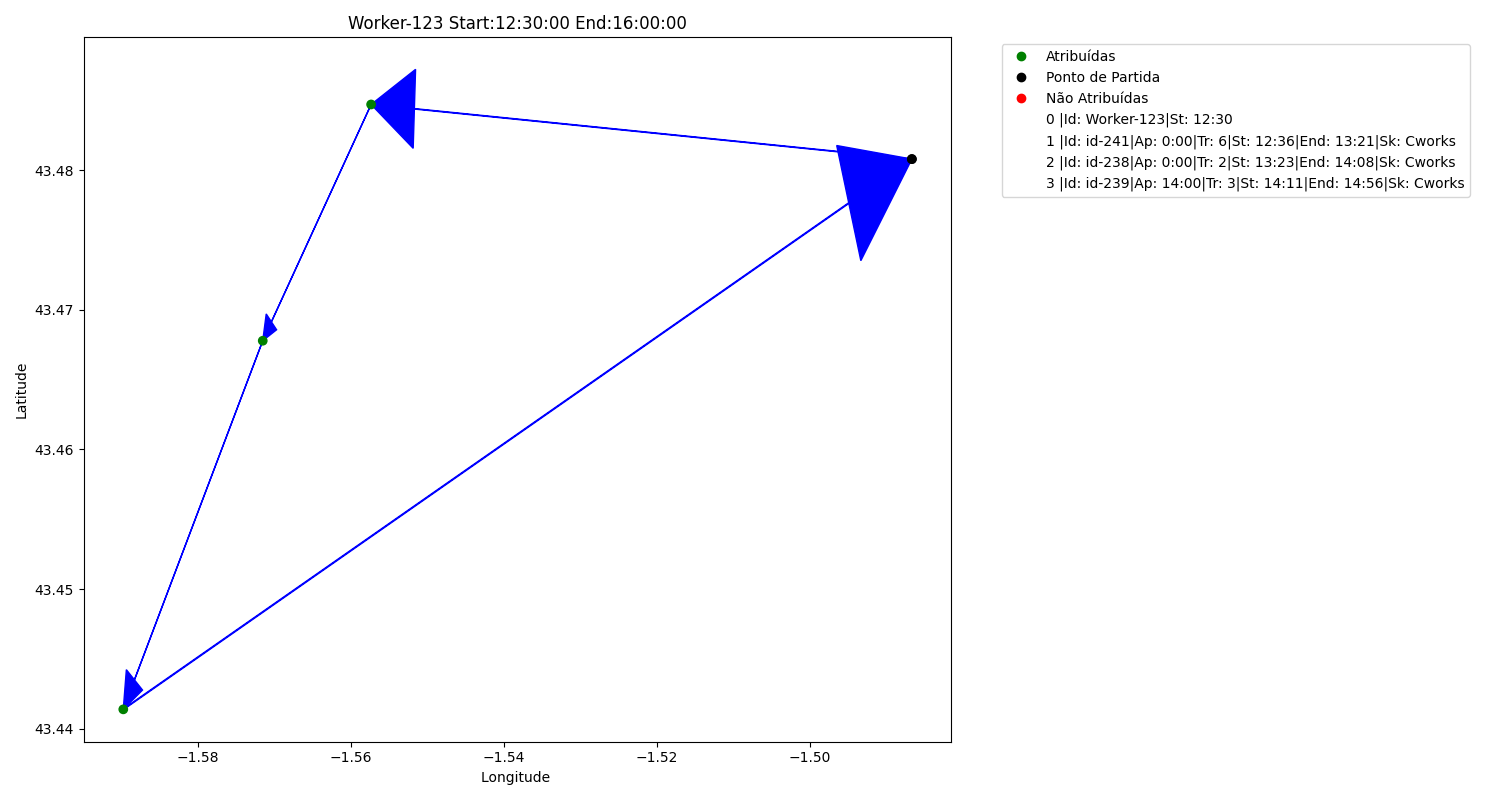 Worker-123 Start:12:30:00 End:16:00:00
Atribuídas
Ponto de Partida
Não Atribuídas
0 |Id: Worker-123|St: 12:30
1 |Id: id-241|Ap: 0:00|Tr: 6|St: 12:36|End: 13:21|Sk: Cworks
2 |Id: id-238|Ap: 0:00|Tr: 2|St: 13:23|End: 14:08|Sk: Cworks
3 |Id: id-239|Ap: 14:00|Tr: 3|St: 14:11|End: 14:56|Sk: Cworks
Latitude
43.48
43.47
43.46
43.45
43.44
−1.58 −1.56 −1.54 −1.52 −1.50
Longitude